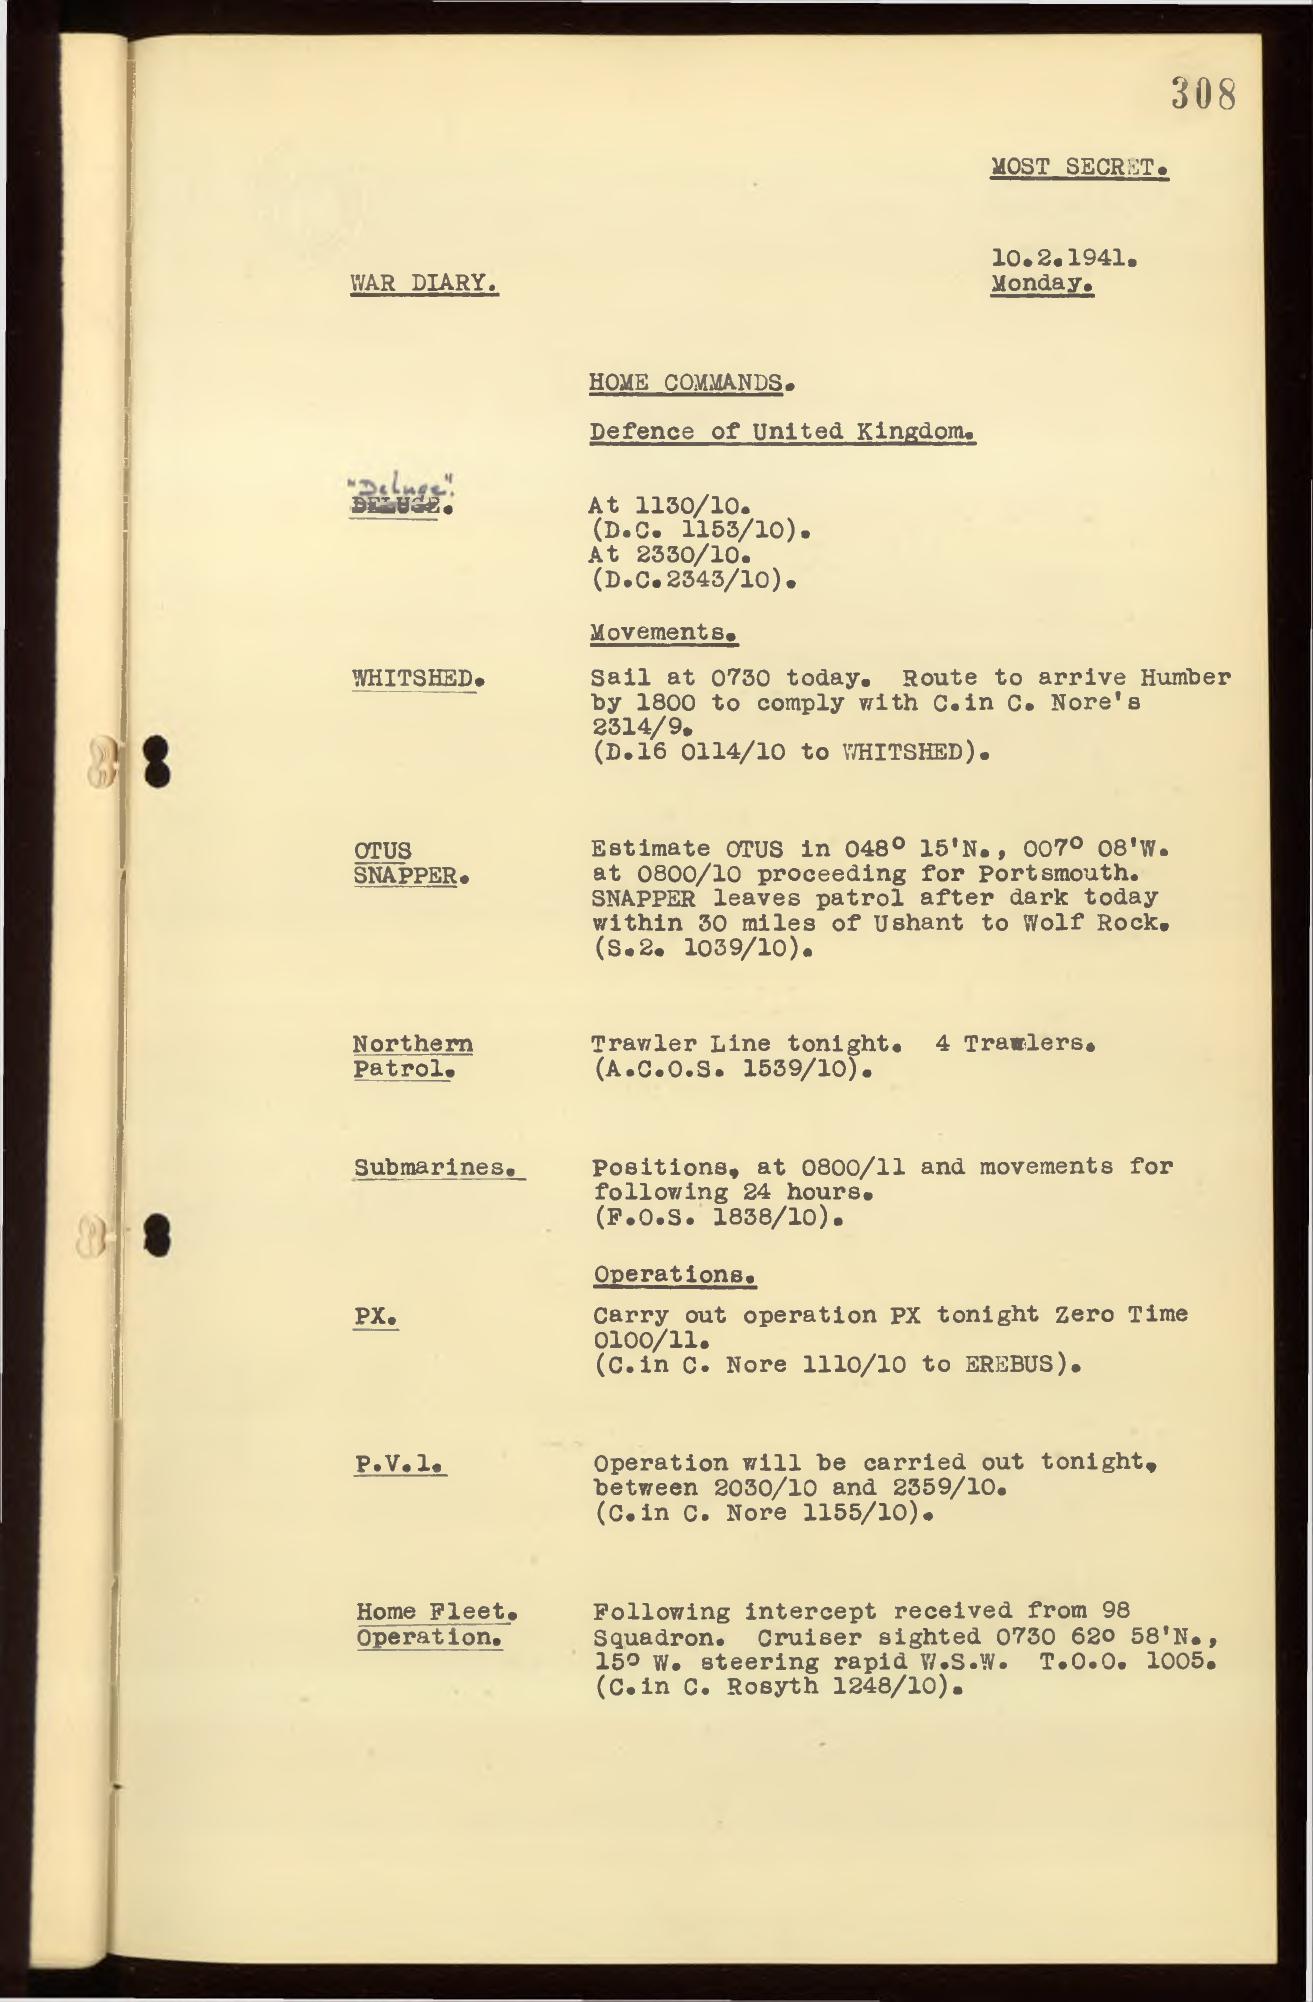 308
MOST SECRET.
10.2.1941.
WAR DIARY.
Monday.
HOME COMMANDS.
Defence of United Kingdom.
"Deluge".
DELUGE.
At 1130/10.
(D.C. 1153/10).
At 2330/10.
(D.C.2343/10).
Movements.
WHITSHED.
Sail at 0730 today. Route to arrive Humber
by 1800 to comply with C.in C. Nore's
2314/9.
(D.16 0114/10 to WHITSHED).
OTUS
SNAPPER.
Estimate OTUS in 048° 15'N., 007° 08'W.
at 0800/10 proceeding for Portsmouth.
SNAPPER leaves patrol after dark today
within 30 miles of Ushant to Wolf Rock.
(S.2. 1039/10).
Northern
Patrol.
Trawler Line tonight. 4 Trawlers.
(A.C.O.S. 1539/10).
Submarines.
Positions, at 0800/11 and movements for
following 24 hours.
(F.O.S. 1838/10).
Operations.
PX.
Carry out operation PX tonight Zero Time
0100/11.
(C.in C. Nore 1110/10 to EREBUS).
P.V.1.
Operation will be carried out tonight,
between 2030/10 and 2359/10.
(C.in C. Nore 1155/10).
Home Fleet.
Operation.
Following intercept received from 98
Squadron. Cruiser sighted 0730 62o 58'N.,
15o W. steering rapid W.S.W. T.O.O. 1005.
(C.in C. Rosyth 1248/10).